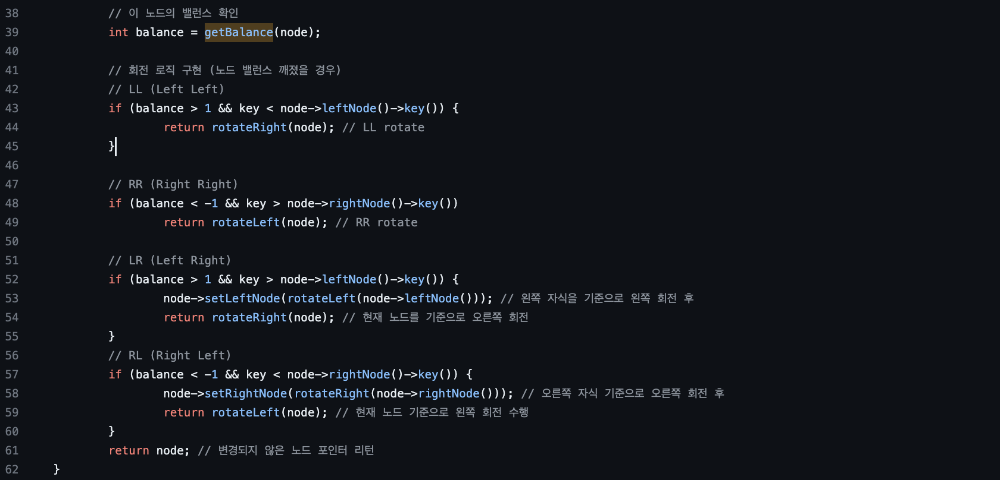 38 // 이 노드의 밸런스 확인
39 int balance = getBalance(node);
40
41 // 회전 로직 구현 (노드 밸런스 깨졌을 경우)
42 // LL (Left Left)
43 if (balance > 1 && key < node->leftNode()->key()) {
44 return rotateRight(node); // LL rotate
45 }
46
47 // RR (Right Right)
48 if (balance < -1 && key > node->rightNode()->key())
49 return rotateLeft(node); // RR rotate
50
51 // LR (Left Right)
52 if (balance > 1 && key > node->leftNode()->key()) {
53 node->setLeftNode(rotateLeft(node->leftNode())); // 왼쪽 자식을 기준으로 왼쪽 회전 후
54 return rotateRight(node); // 현재 노드를 기준으로 오른쪽 회전
55 }
56 // RL (Right Left)
57 if (balance < -1 && key < node->rightNode()->key()) {
58 node->setRightNode(rotateRight(node->rightNode())); // 오른쪽 자식 기준으로 오른쪽 회전 후
59 return rotateLeft(node); // 현재 노드 기준으로 왼쪽 회전 수행
60 }
61 return node; // 변경되지 않은 노드 포인터 리턴
62 }